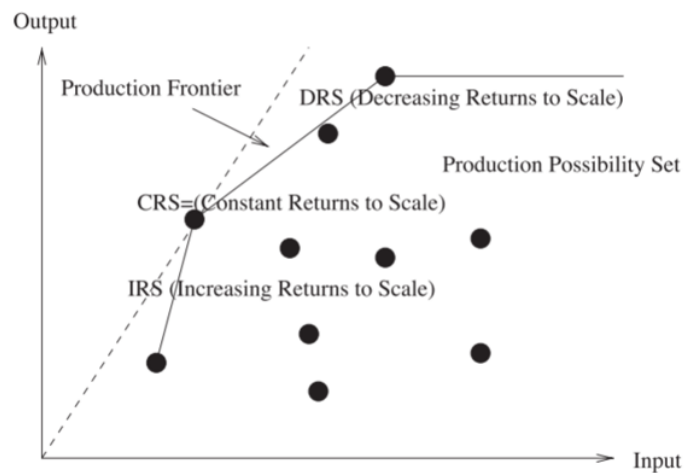 Output
Production Frontier
DRS (Decreasing Returns to Scale)
Production Possibility Set
CRS=(Constant Returns to Scale)
IRS (Increasing Returns to Scale)
Input